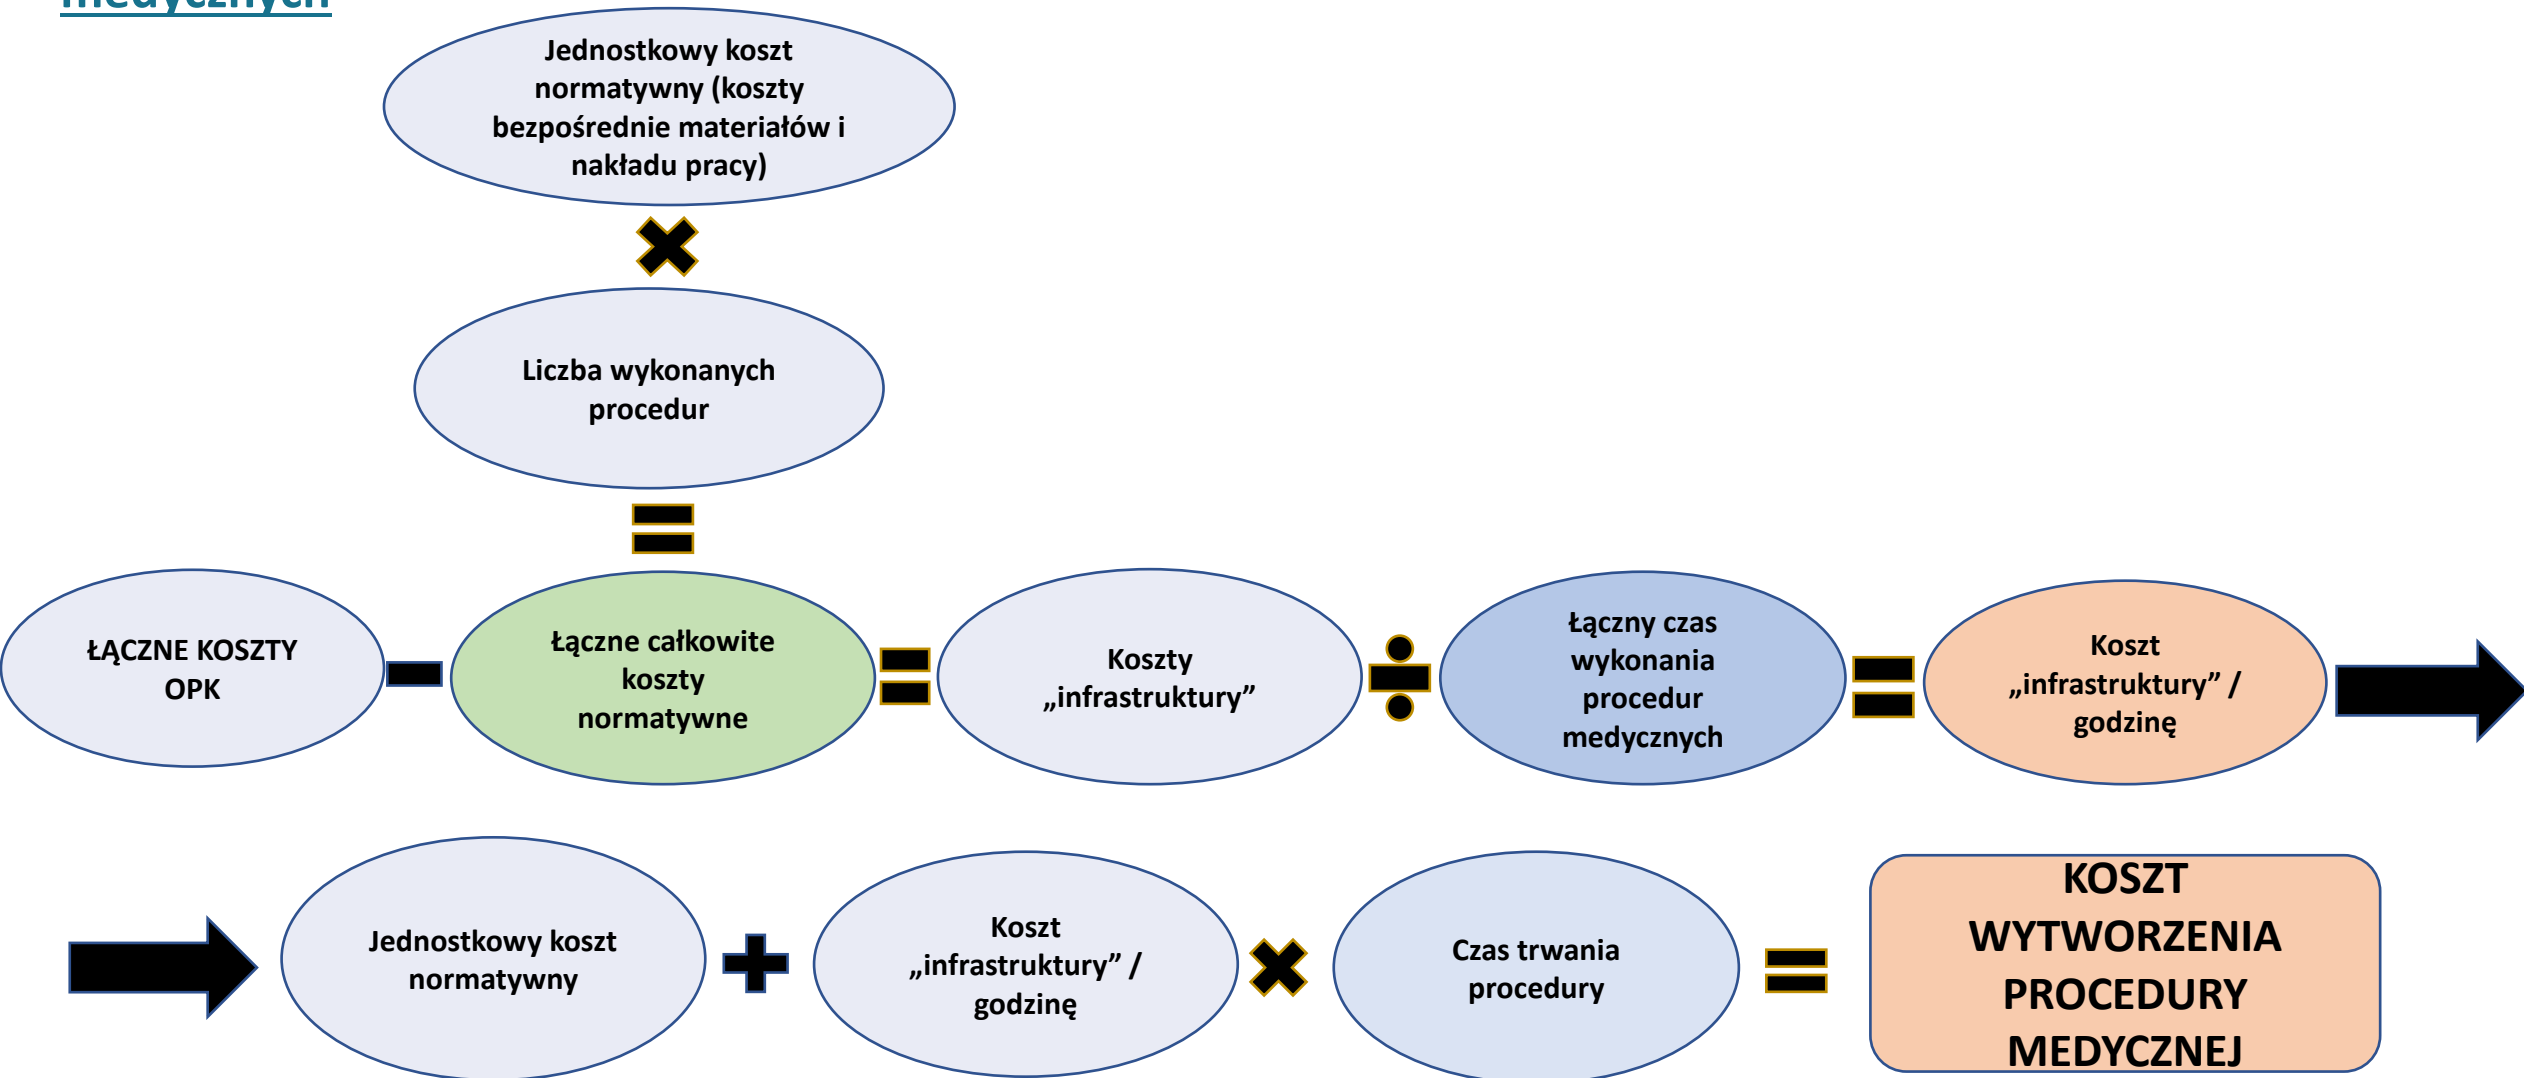 medycznych
Jednostkowy koszt
normatywny (koszty
bezpośrednie materiałów i
nakładu pracy)
Liczba wykonanych
procedur
ŁĄCZNE KOSZTY
OPK
Łączne całkowite
koszty
normatywne
Koszty
„infrastruktury”
Łączny czas
wykonania
procedur
medycznych
Koszt
„infrastruktury” /
godzinę
Jednostkowy koszt
normatywny
Koszt
„infrastruktury” /
godzinę
Czas trwania
procedury
KOSZT
WYTWORZENIA
PROCEDURY
MEDYCZNEJ